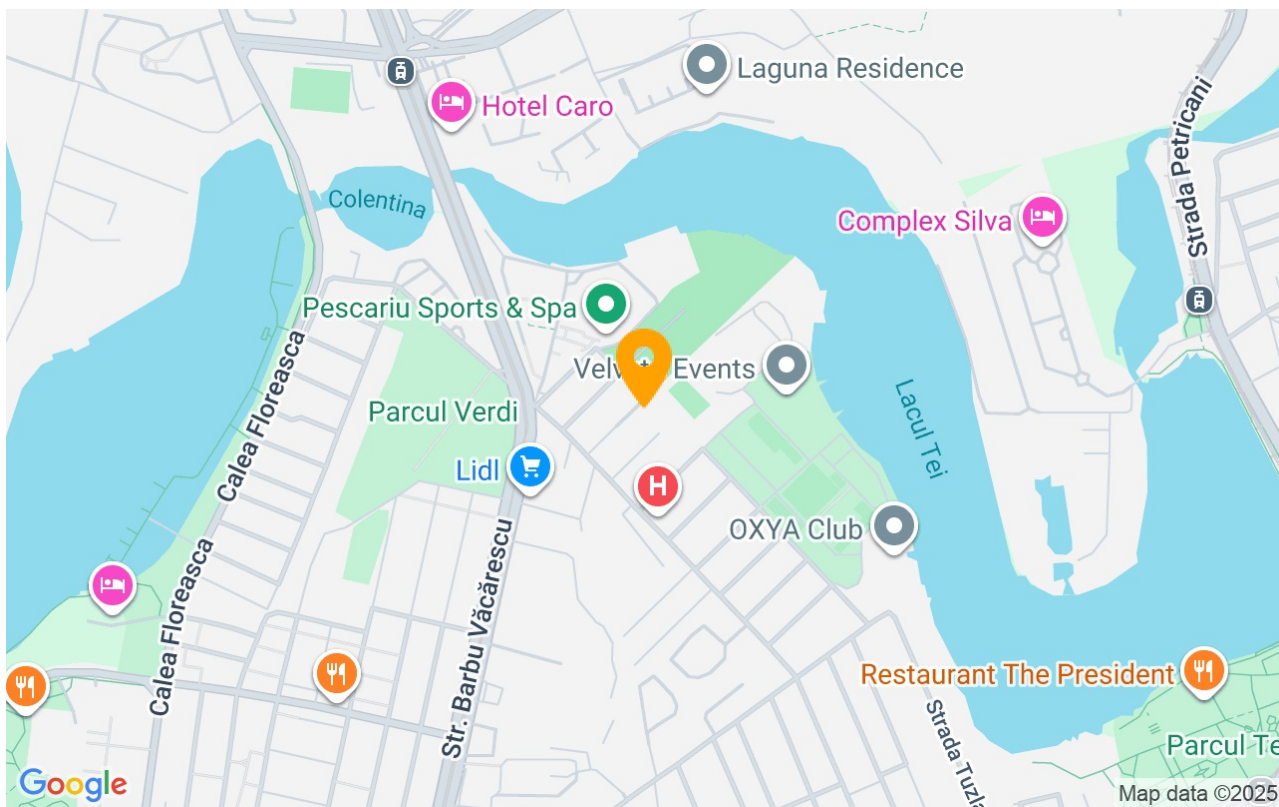 Laguna Residence
Hotel Caro
Strada Petricani
Colentina
Complex Silva
Pescariu Sports & Spa
Calea Floreasca
Events
Parcul Verdi
Lacul Tei
Lidl
H
OXYA Club
Calea Floreasca
Str. Barbu Văcărescu
Restaurant The President
Strada Tuzla
Parcul Te
Google
Map data ©2025